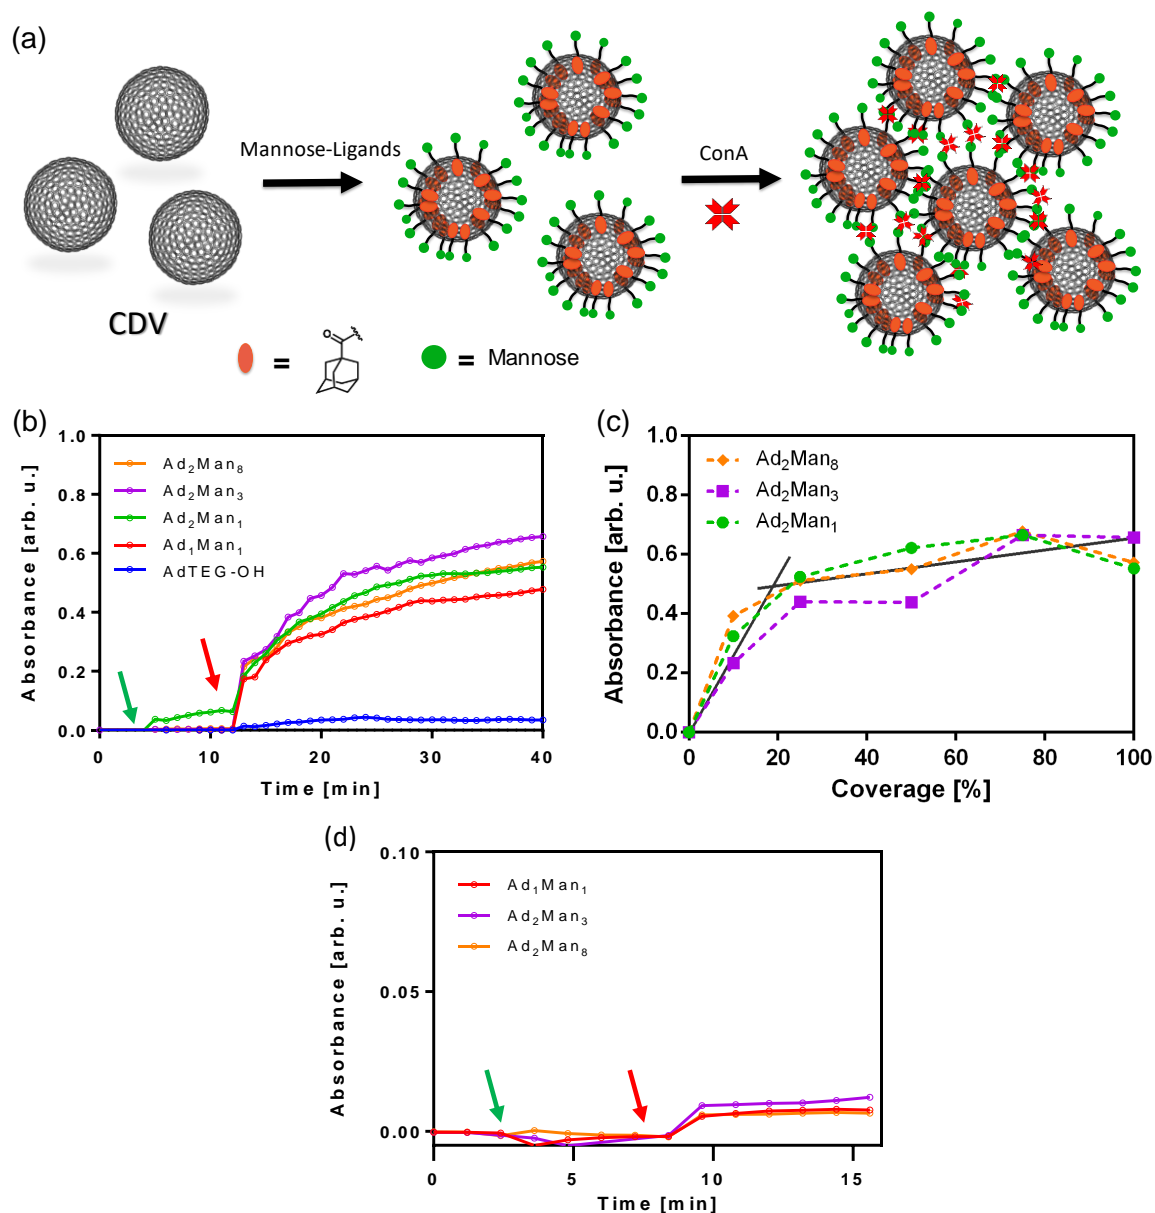 (a)
Mannose-Ligands
ConA
CDV
O
=
= Mannose
(b)
Absorbance [arb. u.]
1.0
0.8
0.6
0.4
0.2
0.0
Ad₂Man₈
Ad₂Man₃
Ad₂Man₁
Ad₁Man₁
AdTEG-OH
0 10 20 30 40
Time [min]
(c)
Absorbance [arb. u.]
1.0
0.8
0.6
0.4
0.2
0.0
Ad₂Man₈
Ad₂Man₃
Ad₂Man₁
0 20 40 60 80 100
Coverage [%]
(d)
Absorbance [arb. u.]
0.10
0.05
0.00
Ad₁Man₁
Ad₂Man₃
Ad₂Man₈
0 5 10 15
Time [min]